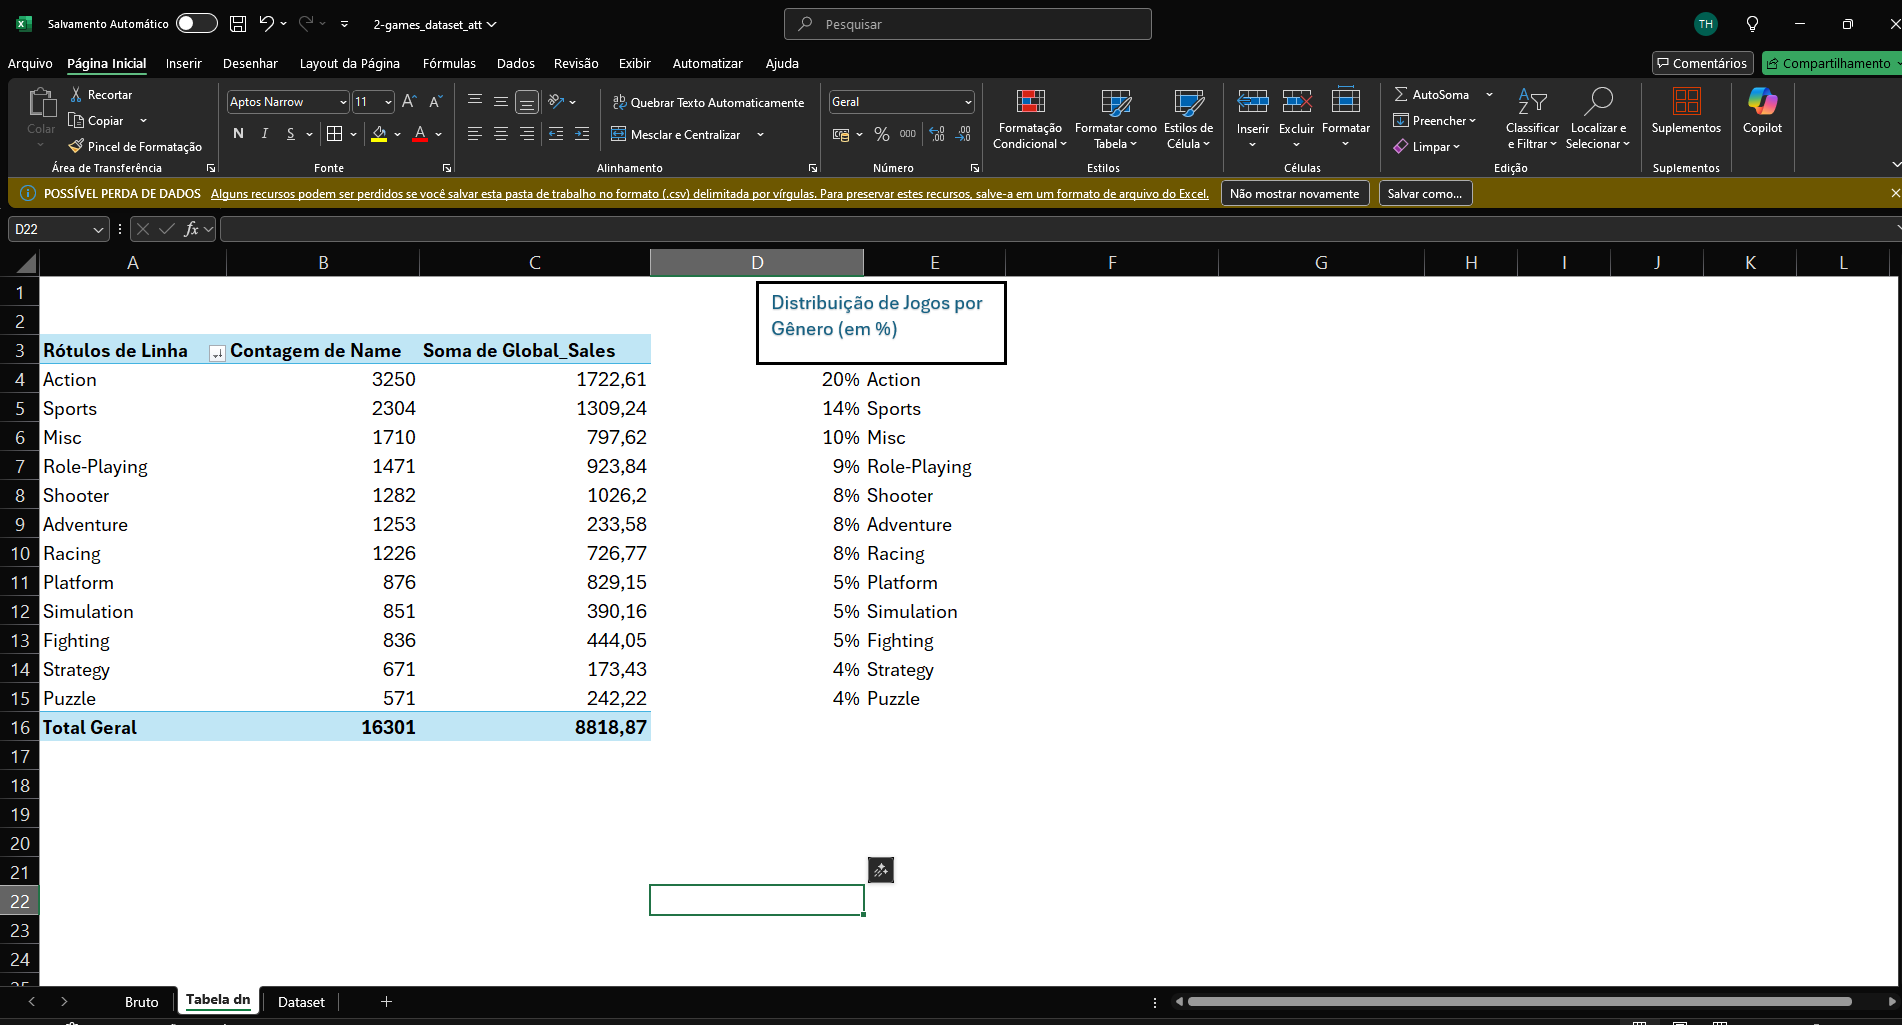 Salvamento Automático
2-games_dataset_att
Pesquisar
TH
Arquivo Página Inicial Inserir Desenhar Layout da Página Fórmulas Dados Revisão Exibir Automatizar Ajuda
Comentários
Compartilhamento
Colar
Recortar
Copiar
Pincel de Formatação
Área de Transferência
Aptos Narrow 11
N I S
Fonte
Quebrar Texto Automaticamente
Mesclar e Centralizar
Alinhamento
Geral
% 000
Número
Formatação Condicional
Formatar como Tabela
Estilos de Célula
Estilos
Inserir Excluir Formatar
Células
AutoSoma
Preencher
Limpar
Classificar e Filtrar
Localizar e Selecionar
Edição
Suplementos
Suplementos
Copilot
POSSÍVEL PERDA DE DADOS Alguns recursos podem ser perdidos se você salvar esta pasta de trabalho no formato (.csv) delimitada por vírgulas. Para preservar estes recursos, salve-a em um formato de arquivo do Excel. Não mostrar novamente Salvar como...
D22 fx
A B C D E F G H I J K L
Distribuição de Jogos por
Gênero (em %)
1
2
3 Rótulos de Linha Contagem de Name Soma de Global_Sales
4 Action 3250 1722,61 20% Action
5 Sports 2304 1309,24 14% Sports
6 Misc 1710 797,62 10% Misc
7 Role-Playing 1471 923,84 9% Role-Playing
8 Shooter 1282 1026,2 8% Shooter
9 Adventure 1253 233,58 8% Adventure
10 Racing 1226 726,77 8% Racing
11 Platform 876 829,15 5% Platform
12 Simulation 851 390,16 5% Simulation
13 Fighting 836 444,05 5% Fighting
14 Strategy 671 173,43 4% Strategy
15 Puzzle 571 242,22 4% Puzzle
16 Total Geral 16301 8818,87
17
18
19
20
21
22
23
24
Bruto Tabela dn Dataset